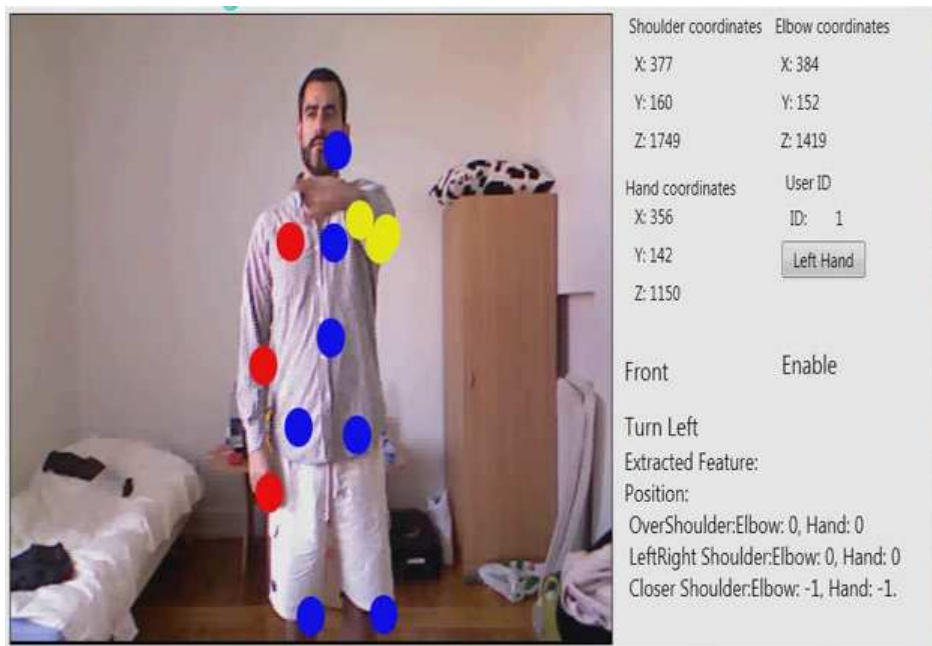 Shoulder coordinates Elbow coordinates
X: 377 X: 384
Y: 160 Y: 152
Z: 1749 Z: 1419
Hand coordinates User ID
X: 356 ID: 1
Y: 142 Left Hand
Z: 1150
Front Enable
Turn Left
Extracted Feature:
Position:
OverShoulder:Elbow: 0, Hand: 0
LeftRight Shoulder:Elbow: 0, Hand: 0
Closer Shoulder:Elbow: -1, Hand: -1.